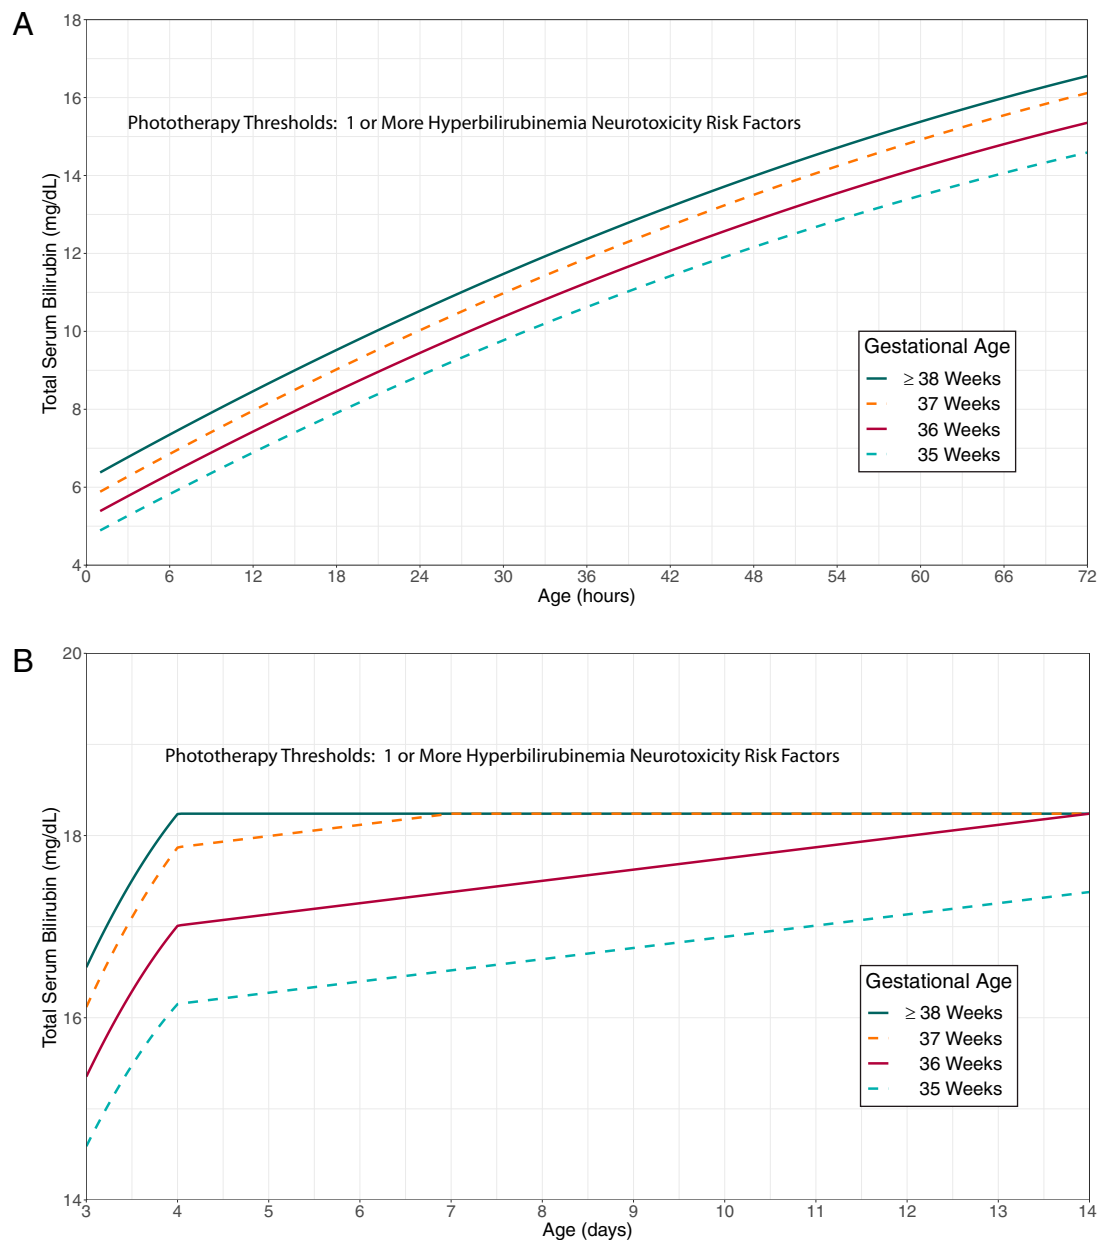 A
18
16
14
12
10
8
6
4
Total Serum Bilirubin (mg/dL)
Phototherapy Thresholds: 1 or More Hyperbilirubinemia Neurotoxicity Risk Factors
Gestational Age
≥ 38 Weeks
37 Weeks
36 Weeks
35 Weeks
0 6 12 18 24 30 36 42 48 54 60 66 72
Age (hours)
B
20
18
16
14
Total Serum Bilirubin (mg/dL)
Phototherapy Thresholds: 1 or More Hyperbilirubinemia Neurotoxicity Risk Factors
Gestational Age
≥ 38 Weeks
37 Weeks
36 Weeks
35 Weeks
3 4 5 6 7 8 9 10 11 12 13 14
Age (days)